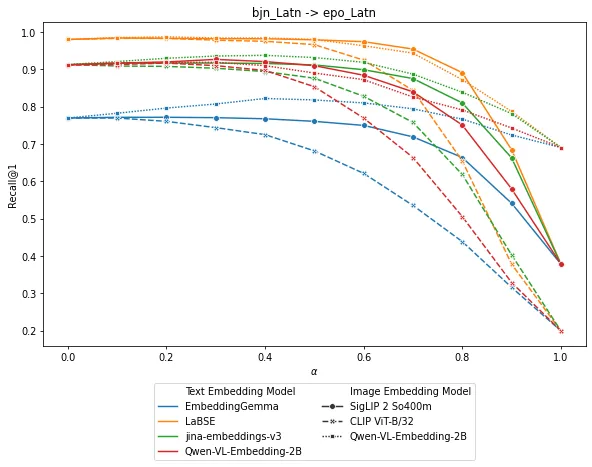 bjn_Latn -> epo_Latn
Recall@1
1.0
0.9
0.8
0.7
0.6
0.5
0.4
0.3
0.2
0.0 0.2 0.4 0.6 0.8 1.0
α
Text Embedding Model Image Embedding Model
EmbeddingGemma SigLIP 2 So400m
LaBSE CLIP ViT-B/32
jina-embeddings-v3 Qwen-VL-Embedding-2B
Qwen-VL-Embedding-2B